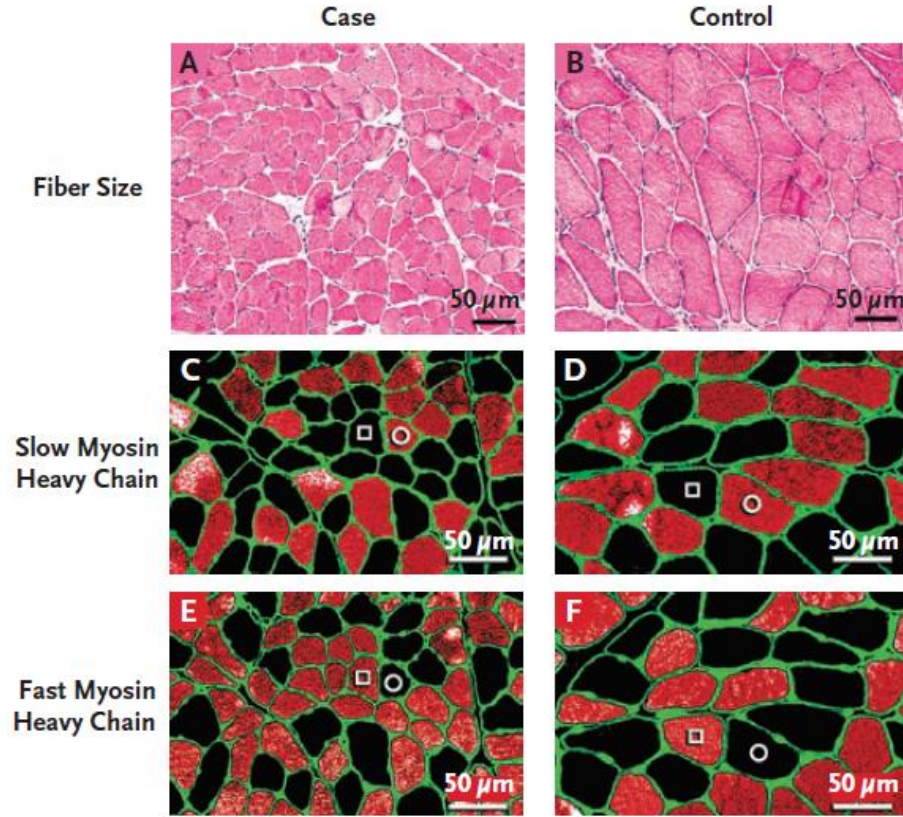 Case Control
A B
Fiber Size
50 µm 50 µm
C D
Slow Myosin
Heavy Chain
50 µm 50 µm
E F
Fast Myosin
Heavy Chain
50 µm 50 µm